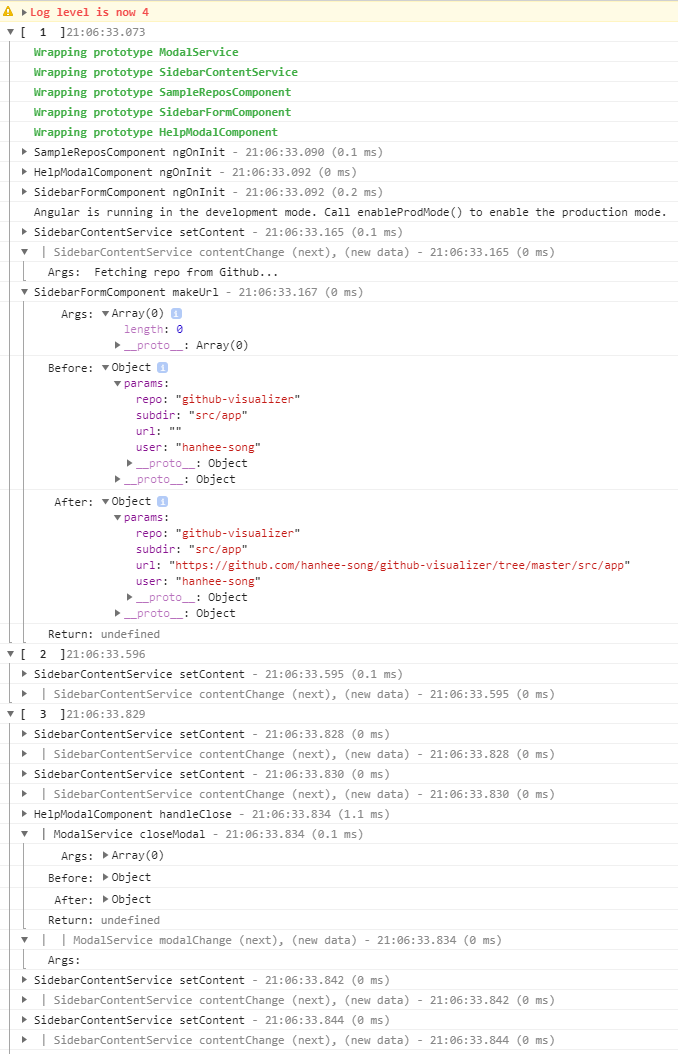 Log level is now 4
[ 1 ]21:06:33.073
Wrapping prototype ModalService
Wrapping prototype SidebarContentService
Wrapping prototype SampleReposComponent
Wrapping prototype SidebarFormComponent
Wrapping prototype HelpModalComponent
SampleReposComponent ngOnInit - 21:06:33.090 (0.1 ms)
HelpModalComponent ngOnInit - 21:06:33.092 (0 ms)
SidebarFormComponent ngOnInit - 21:06:33.092 (0.2 ms)
Angular is running in the development mode. Call enableProdMode() to enable the production mode.
SidebarContentService setContent - 21:06:33.165 (0.1 ms)
| SidebarContentService contentChange (next), (new data) - 21:06:33.165 (0 ms)
Args: Fetching repo from Github...
SidebarFormComponent makeUrl - 21:06:33.167 (0 ms)
Args: Array(0) i
length: 0
__proto__: Array(0)
Before: Object i
params:
repo: "github-visualizer"
subdir: "src/app"
url: ""
user: "hanhee-song"
__proto__: Object
__proto__: Object
After: Object i
params:
repo: "github-visualizer"
subdir: "src/app"
url: "https://github.com/hanhee-song/github-visualizer/tree/master/src/app"
user: "hanhee-song"
__proto__: Object
__proto__: Object
Return: undefined
[ 2 ]21:06:33.596
SidebarContentService setContent - 21:06:33.595 (0.1 ms)
| SidebarContentService contentChange (next), (new data) - 21:06:33.595 (0 ms)
[ 3 ]21:06:33.829
SidebarContentService setContent - 21:06:33.828 (0 ms)
| SidebarContentService contentChange (next), (new data) - 21:06:33.828 (0 ms)
SidebarContentService setContent - 21:06:33.830 (0 ms)
| SidebarContentService contentChange (next), (new data) - 21:06:33.830 (0 ms)
HelpModalComponent handleClose - 21:06:33.834 (1.1 ms)
| ModalService closeModal - 21:06:33.834 (0.1 ms)
Args: Array(0)
Before: Object
After: Object
Return: undefined
| | ModalService modalChange (next), (new data) - 21:06:33.834 (0 ms)
Args:
SidebarContentService setContent - 21:06:33.842 (0 ms)
| SidebarContentService contentChange (next), (new data) - 21:06:33.842 (0 ms)
SidebarContentService setContent - 21:06:33.844 (0 ms)
| SidebarContentService contentChange (next), (new data) - 21:06:33.844 (0 ms)